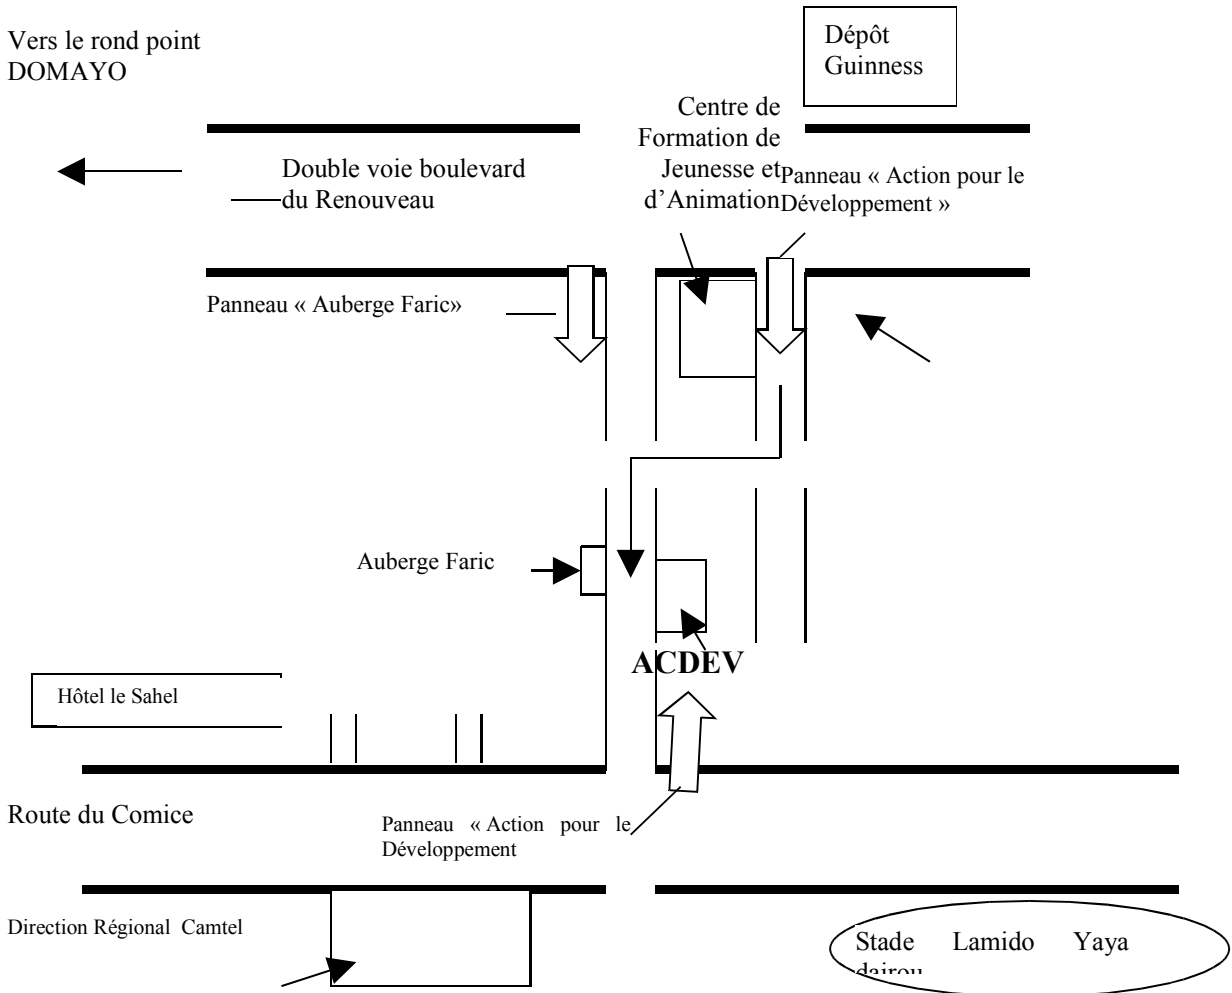 Vers le rond point
DOMAYO
Dépôt
Guinness
Centre de
Formation de
Jeunesse et
d’Animation
Panneau « Action pour le
Développement »
Double voie boulevard
du Renouveau
Panneau « Auberge Faric»
Auberge Faric
ACDEV
Hôtel le Sahel
Route du Comice
Panneau « Action pour le
Développement
Direction Régional Camtel
Stade Lamido Yaya
dairou